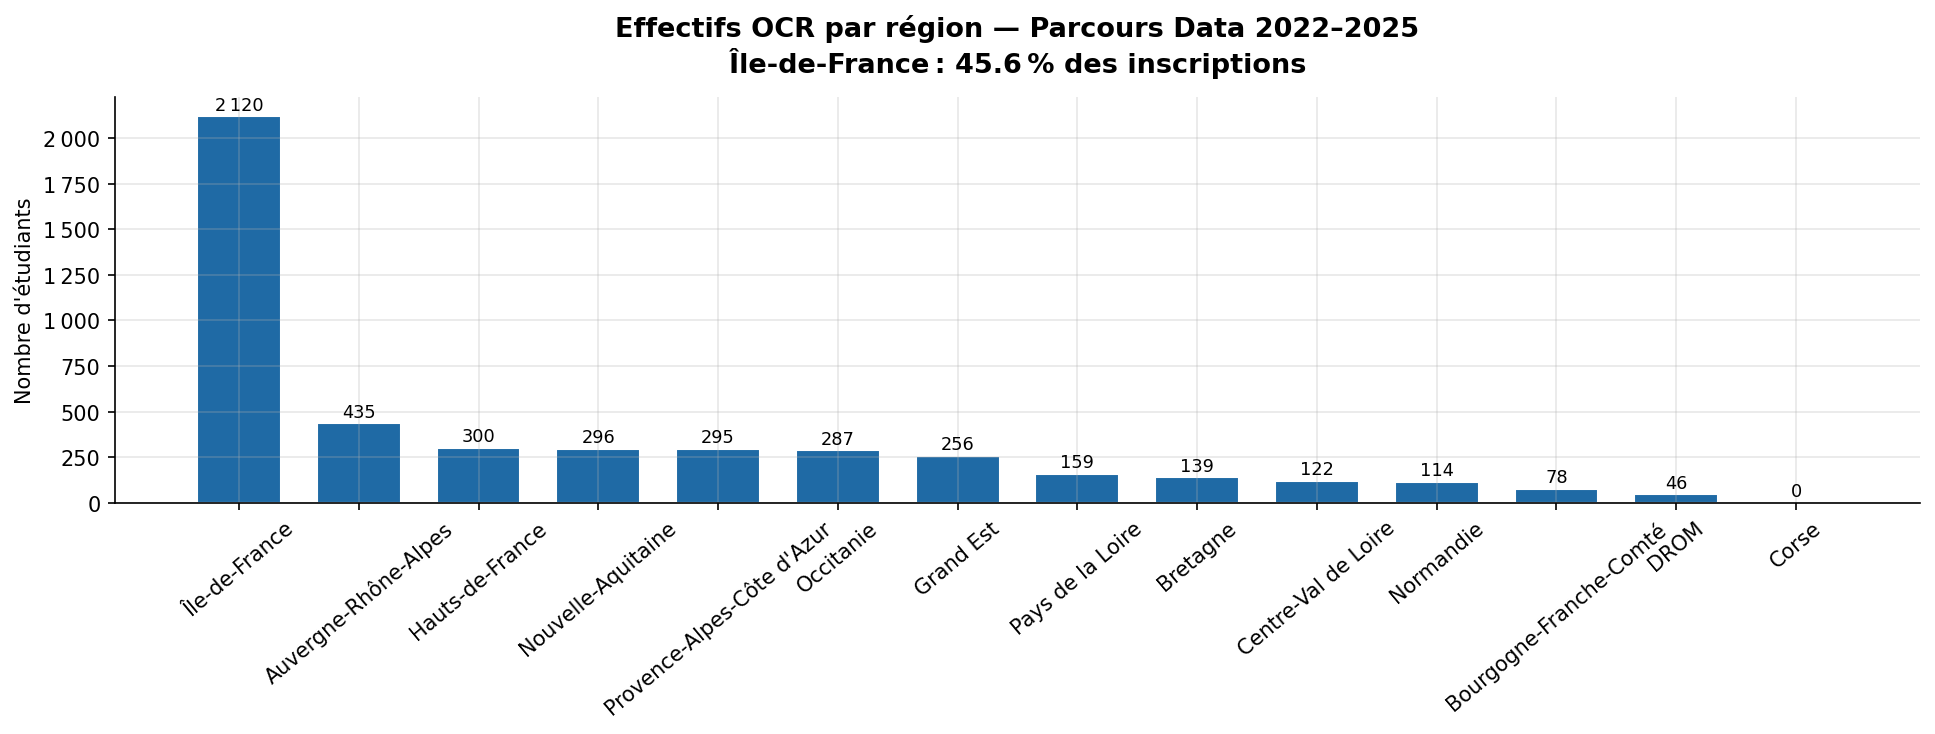 Effectifs OCR par région — Parcours Data 2022–2025
Île-de-France : 45.6 % des inscriptions
Nombre d'étudiants
2 000
1 750
1 500
1 250
1 000
750
500
250
0
2 120
435
300
296
295
287
256
159
139
122
114
78
46
0
Île-de-France
Auvergne-Rhône-Alpes
Hauts-de-France
Nouvelle-Aquitaine
Provence-Alpes-Côte d'Azur
Occitanie
Grand Est
Pays de la Loire
Bretagne
Centre-Val de Loire
Normandie
Bourgogne-Franche-Comté
DROM
Corse